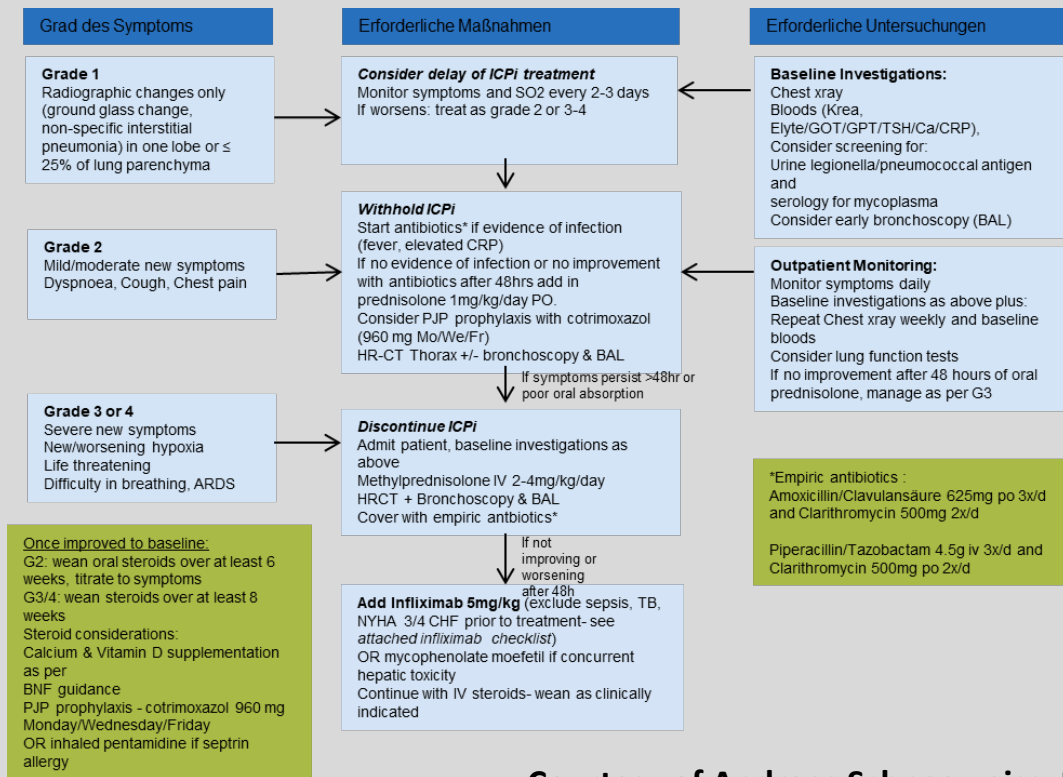 Grad des Symptoms
Erforderliche Maßnahmen
Erforderliche Untersuchungen
Grade 1
Radiographic changes only
(ground glass change,
non-specific interstitial
pneumonia) in one lobe or ≤
25% of lung parenchyma
Consider delay of ICPi treatment
Monitor symptoms and SO2 every 2-3 days
If worsens: treat as grade 2 or 3-4
Baseline Investigations:
Chest xray
Bloods (Krea,
Elyte/GOT/GPT/TSH/Ca/CRP),
Consider screening for:
Urine legionella/pneumococcal antigen
and
serology for mycoplasma
Consider early bronchoscopy (BAL)
Grade 2
Mild/moderate new symptoms
Dyspnoea, Cough, Chest pain
Withhold ICPi
Start antibiotics* if evidence of infection
(fever, elevated CRP)
If no evidence of infection or no improvement
with antibiotics after 48hrs add in
prednisolone 1mg/kg/day PO.
Consider PJP prophylaxis with cotrimoxazol
(960 mg Mo/We/Fr)
HR-CT Thorax +/- bronchoscopy & BAL
Outpatient Monitoring:
Monitor symptoms daily
Baseline investigations as above plus:
Repeat Chest xray weekly and baseline
bloods
Consider lung function tests
If no improvement after 48 hours of oral
prednisolone, manage as per G3
If symptoms persist >48hr or
poor oral absorption
Grade 3 or 4
Severe new symptoms
New/worsening hypoxia
Life threatening
Difficulty in breathing, ARDS
Discontinue ICPi
Admit patient, baseline investigations as
above
Methylprednisolone IV 2-4mg/kg/day
HRCT + Bronchoscopy & BAL
Cover with empiric antbiotics*
*Empiric antibiotics :
Amoxicillin/Clavulansäure 625mg po 3x/d
and Clarithromycin 500mg 2x/d
Piperacillin/Tazobactam 4.5g iv 3x/d and
Clarithromycin 500mg po 2x/d
If not
improving or
worsening
after 48h
Once improved to baseline:
G2: wean oral steroids over at least 6
weeks, titrate to symptoms
G3/4: wean steroids over at least 8
weeks
Steroid considerations:
Calcium & Vitamin D supplementation
as per
BNF guidance
PJP prophylaxis - cotrimoxazol 960 mg
Monday/Wednesday/Friday
OR inhaled pentamidine if septrin
allergy
Add Infliximab 5mg/kg (exclude sepsis, TB,
NYHA 3/4 CHF prior to treatment- see
attached infliximab checklist)
OR mycophenolate moefetil if concurrent
hepatic toxicity
Continue with IV steroids- wean as clinically
indicated